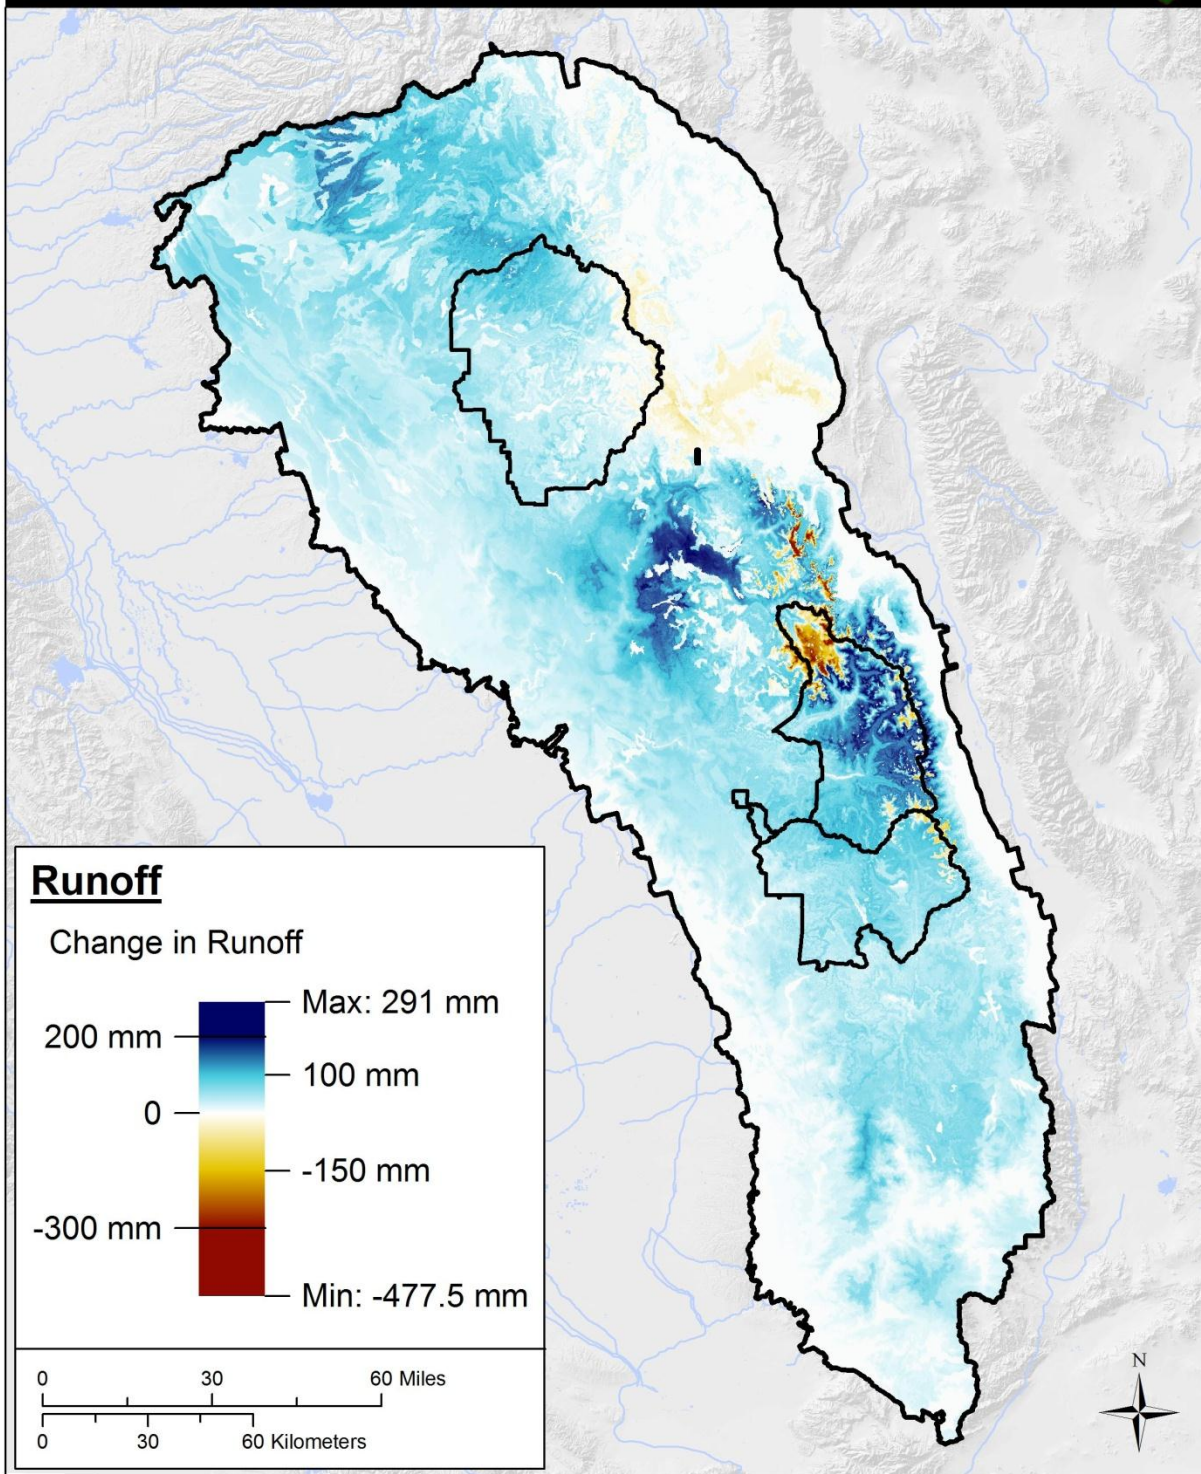 Runoff
Change in Runoff
Max: 291 mm
200 mm
100 mm
0
-150 mm
-300 mm
Min: -477.5 mm
0 30 60 Miles
0 30 60 Kilometers
N